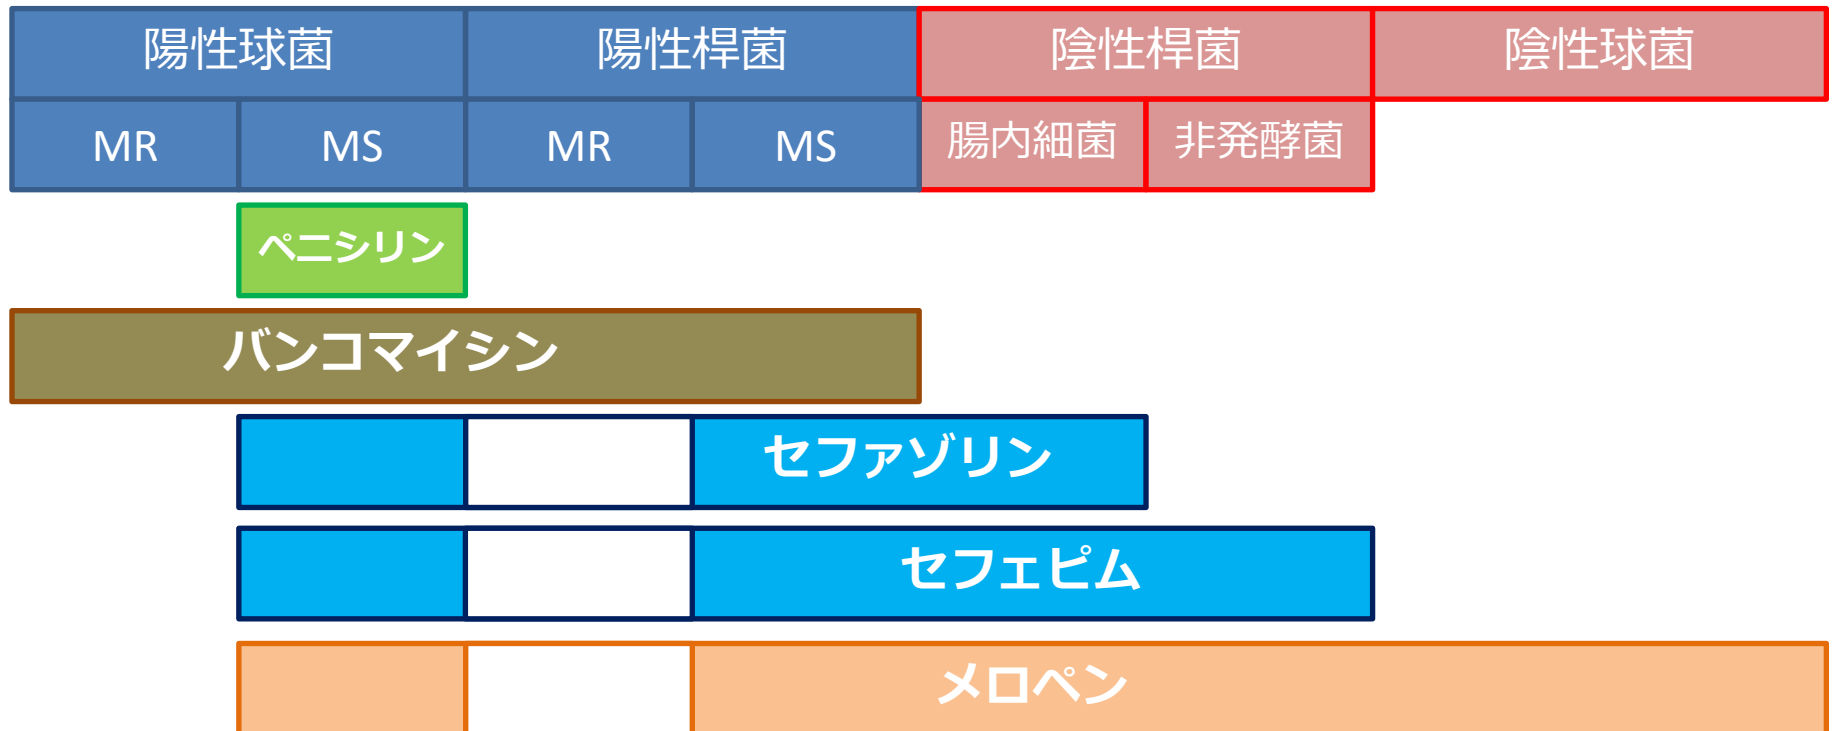 陽性球菌 陽性桿菌 陰性桿菌 陰性球菌
MR MS MR MS 腸内細菌 非発酵菌
ペニシリン
バンコマイシン
セファゾリン
セフェピム
メロペン